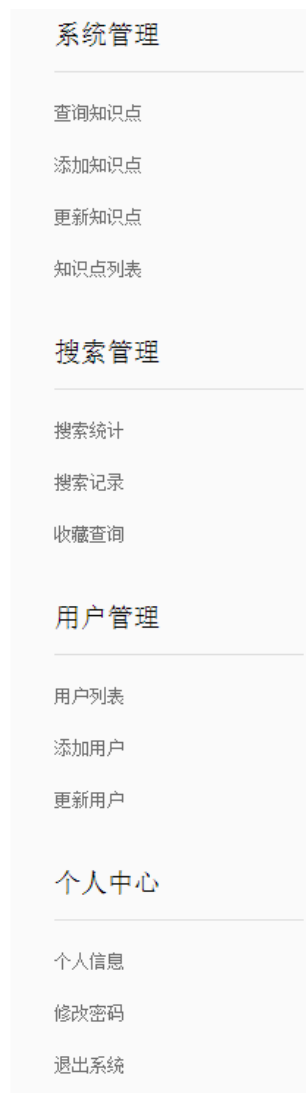 系统管理
查询知识点
添加知识点
更新知识点
知识点列表
搜索管理
搜索统计
搜索记录
收藏查询
用户管理
用户列表
添加用户
更新用户
个人中心
个人信息
修改密码
退出系统